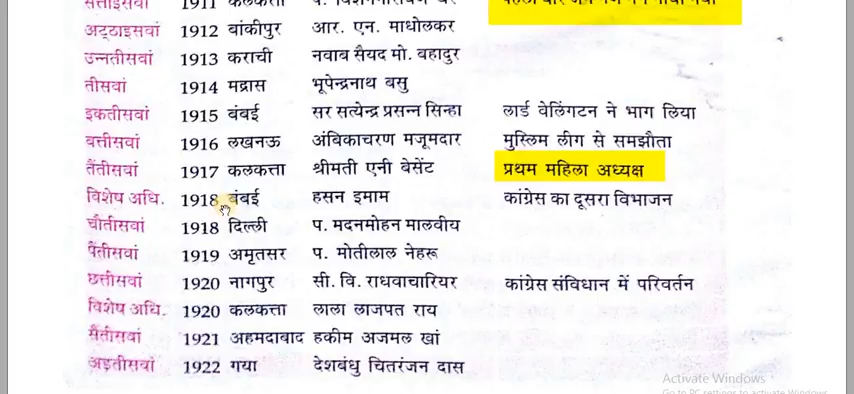 सत्ताइसवां 1911 कलकत्ता
अट्ठाइसवां 1912 बांकीपुर आर. एन. माधोलकर
उन्नतीसवां 1913 कराची नवाब सैयद मो. बहादुर
तीसवां 1914 मद्रास भूपेन्द्रनाथ बसु
इकतीसवां 1915 बंबई सर सत्येन्द्र प्रसन्न सिन्हा लार्ड वेलिंगटन ने भाग लिया
बत्तीसवां 1916 लखनऊ अंबिकाचरण मजूमदार मुस्लिम लीग से समझौता
तैंतीसवां 1917 कलकत्ता श्रीमती एनी बेसेंट प्रथम महिला अध्यक्ष
विशेष अधि. 1918 बंबई हसन इमाम कांग्रेस का दूसरा विभाजन
चौतीसवां 1918 दिल्ली प. मदनमोहन मालवीय
पैंतीसवां 1919 अमृतसर प. मोतीलाल नेहरू
छत्तीसवां 1920 नागपुर सी. वि. राधवाचारियर कांग्रेस संविधान में परिवर्तन
विशेष अधि. 1920 कलकत्ता लाला लाजपत राय
सैंतीसवां 1921 अहमदाबाद हकीम अजमल खां
अड़तीसवां 1922 गया देशबंधु चितरंजन दास
Activate Windows